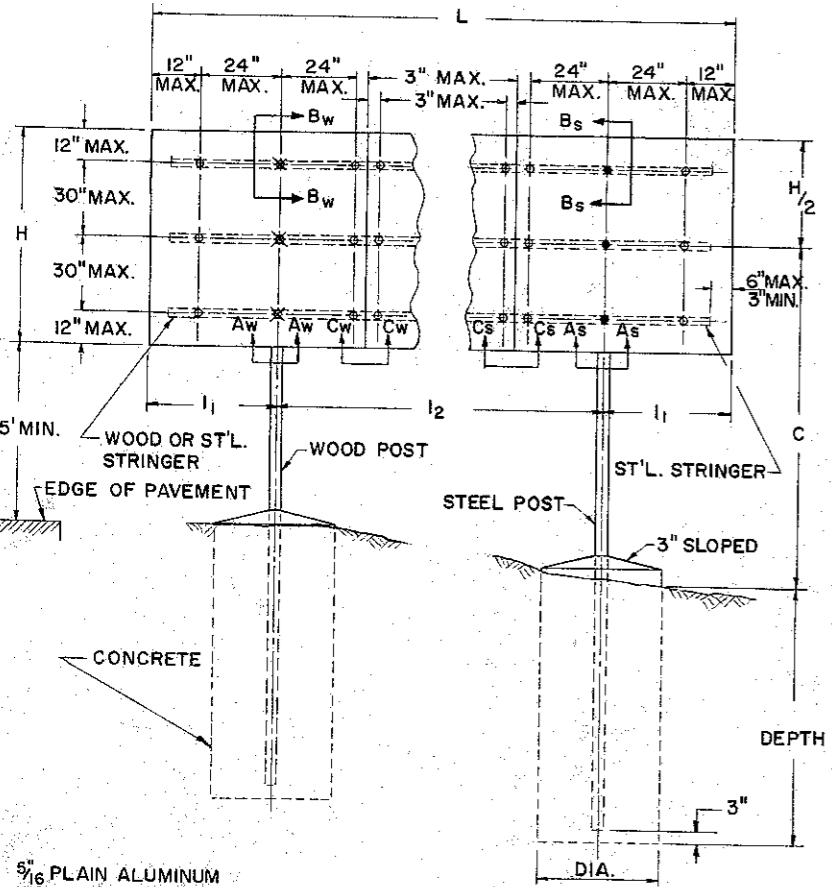 L
12" 24" 24" 3" MAX. 24" 24" 12"
MAX. MAX. MAX. 3" MAX. MAX. MAX. MAX.
Bw Bs
12" MAX.
30" MAX.
Bw Bs
H
H/2
30" MAX.
6" MAX.
3" MIN.
12" MAX.
Aw Aw Cw Cw Cs Cs As As
l1 l2 l1
5' MIN.
C
WOOD OR ST'L.
STRINGER
WOOD POST
ST'L. STRINGER
EDGE OF PAVEMENT
STEEL POST
3" SLOPED
CONCRETE
DEPTH
3"
5/16" PLAIN ALUMINUM
DIA.